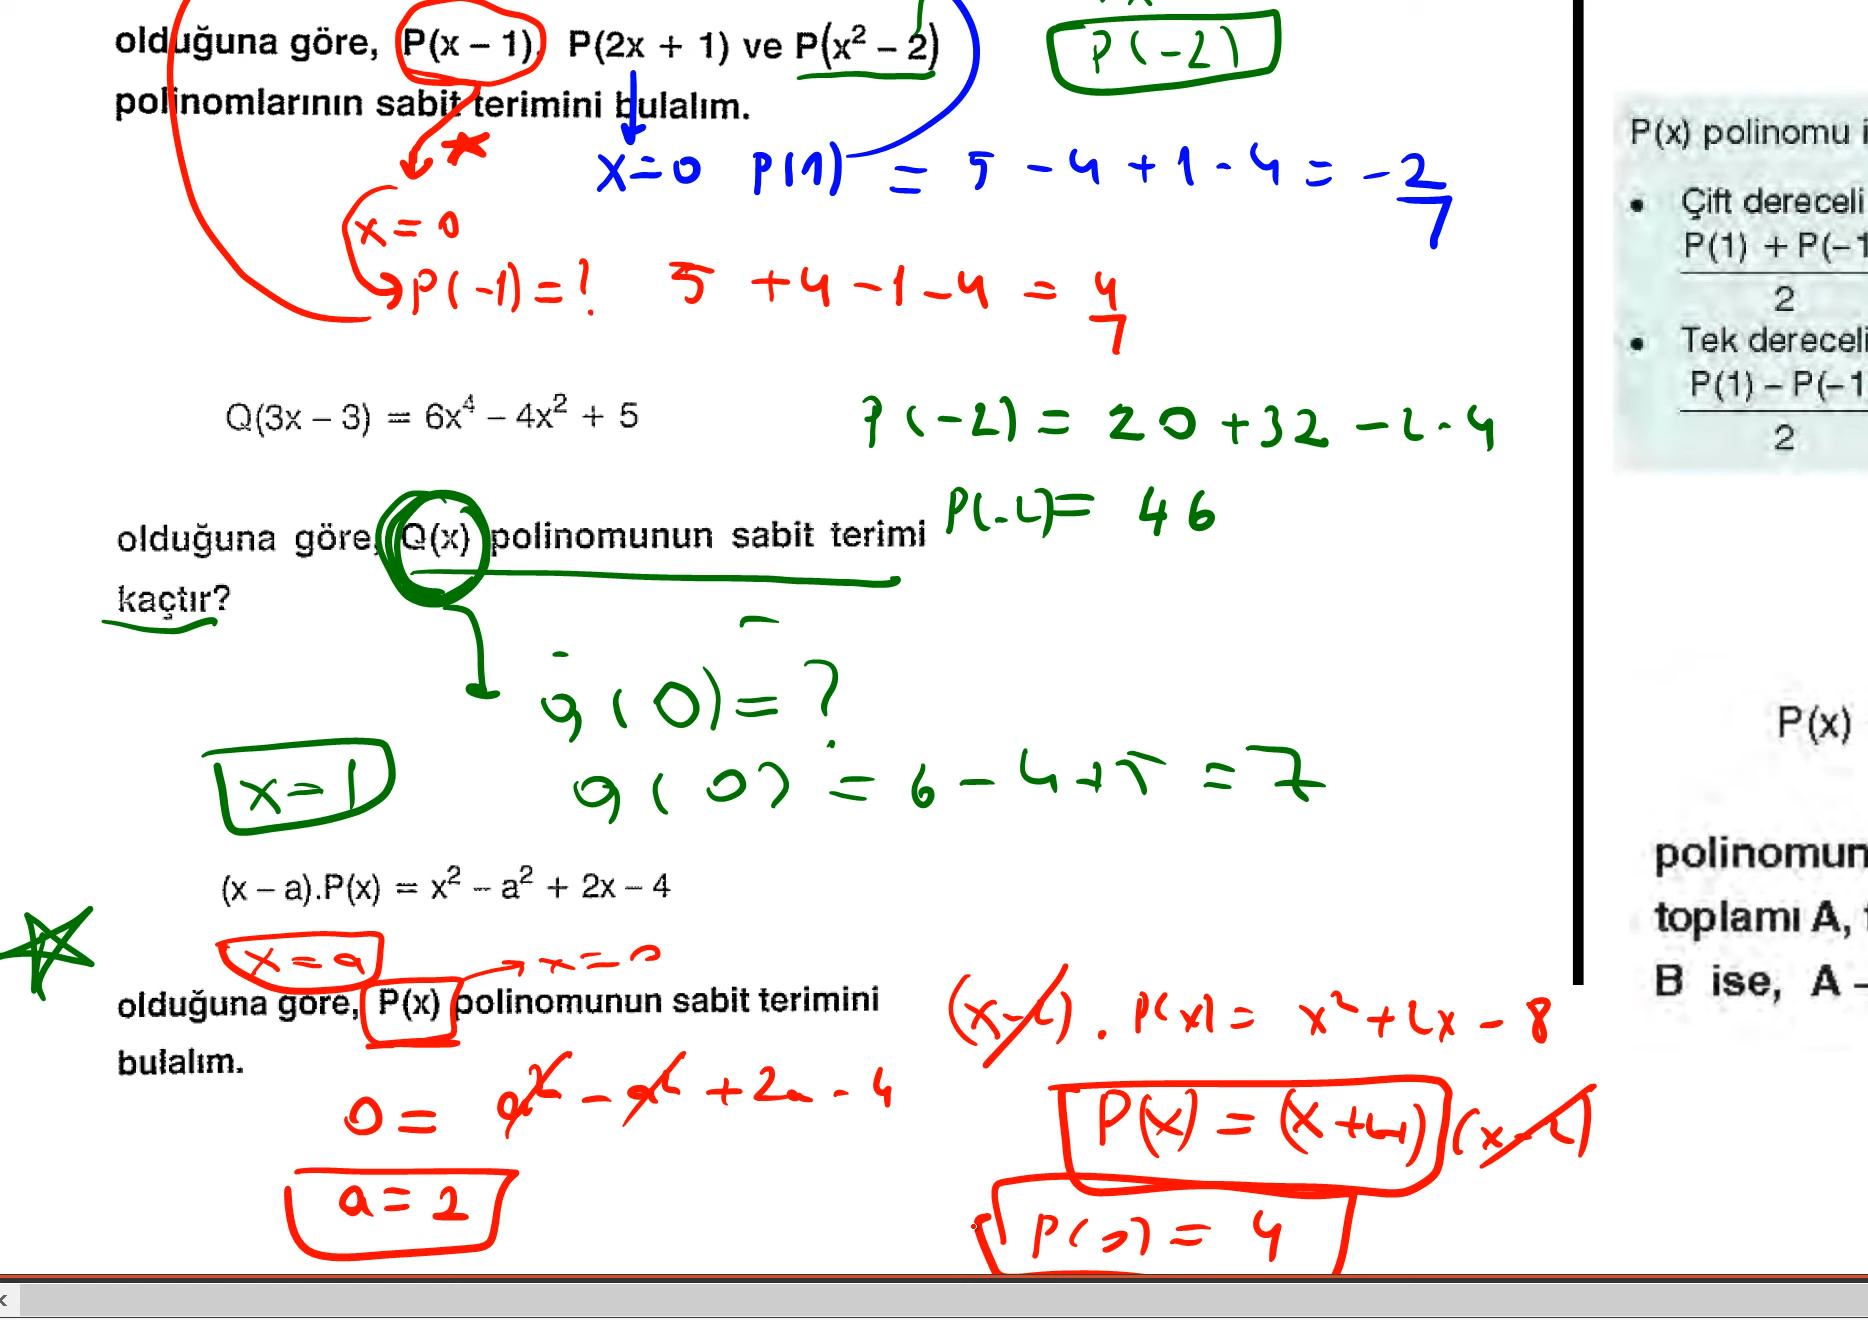 olduğuna göre, P(x – 1), P(2x + 1) ve P(x² – 2)
P(-2)
polinomlarının sabit terimini bulalım.
x=0 P(1) = 5 - 4 + 1 - 4 = -2
x = 0
P(-1) = ? 5 + 4 - 1 - 4 = 4
Q(3x – 3) = 6x⁴ – 4x² + 5
P(-2) = 20 + 32 - 2 - 4
P(-2) = 46
olduğuna göre, Q(x) polinomunun sabit terimi
kaçtır?
Q(0) = ?
x=1
Q(0) = 6 - 4 + 5 = 7
(x – a).P(x) = x² – a² + 2x – 4
x = a
x = 0
olduğuna göre, P(x) polinomunun sabit terimini
bulalım.
(x-2) . P(x) = x² + 2x - 8
0 = a² - a² + 2a - 4
P(x) = (x+4) (x-2)
a = 2
P(0) = 4
P(x) polinomu i
• Çift dereceli
P(1) + P(–1
2
• Tek dereceli
P(1) – P(–1
2
P(x)
polinomun
toplamı A,
B ise, A –